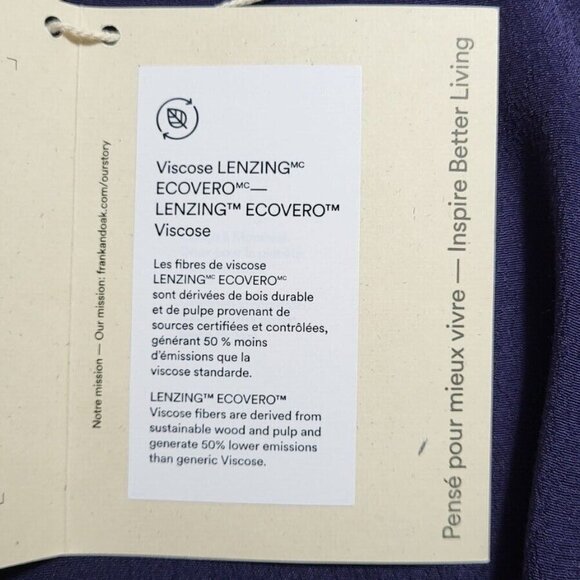 Notre mission — Our mission: frankandoak.com/ourstory
Viscose LENZINGᴹᶜ
ECOVEROᴹᶜ—
LENZING™ ECOVERO™
Viscose
Les fibres de viscose
LENZINGᴹᶜ ECOVEROᴹᶜ
sont dérivées de bois durable
et de pulpe provenant de
sources certifiées et contrôlées,
générant 50 % moins
d'émissions que la
viscose standarde.
LENZING™ ECOVERO™
Viscose fibers are derived from
sustainable wood and pulp and
generate 50% lower emissions
than generic Viscose.
Pensé pour mieux vivre — Inspire Better Living